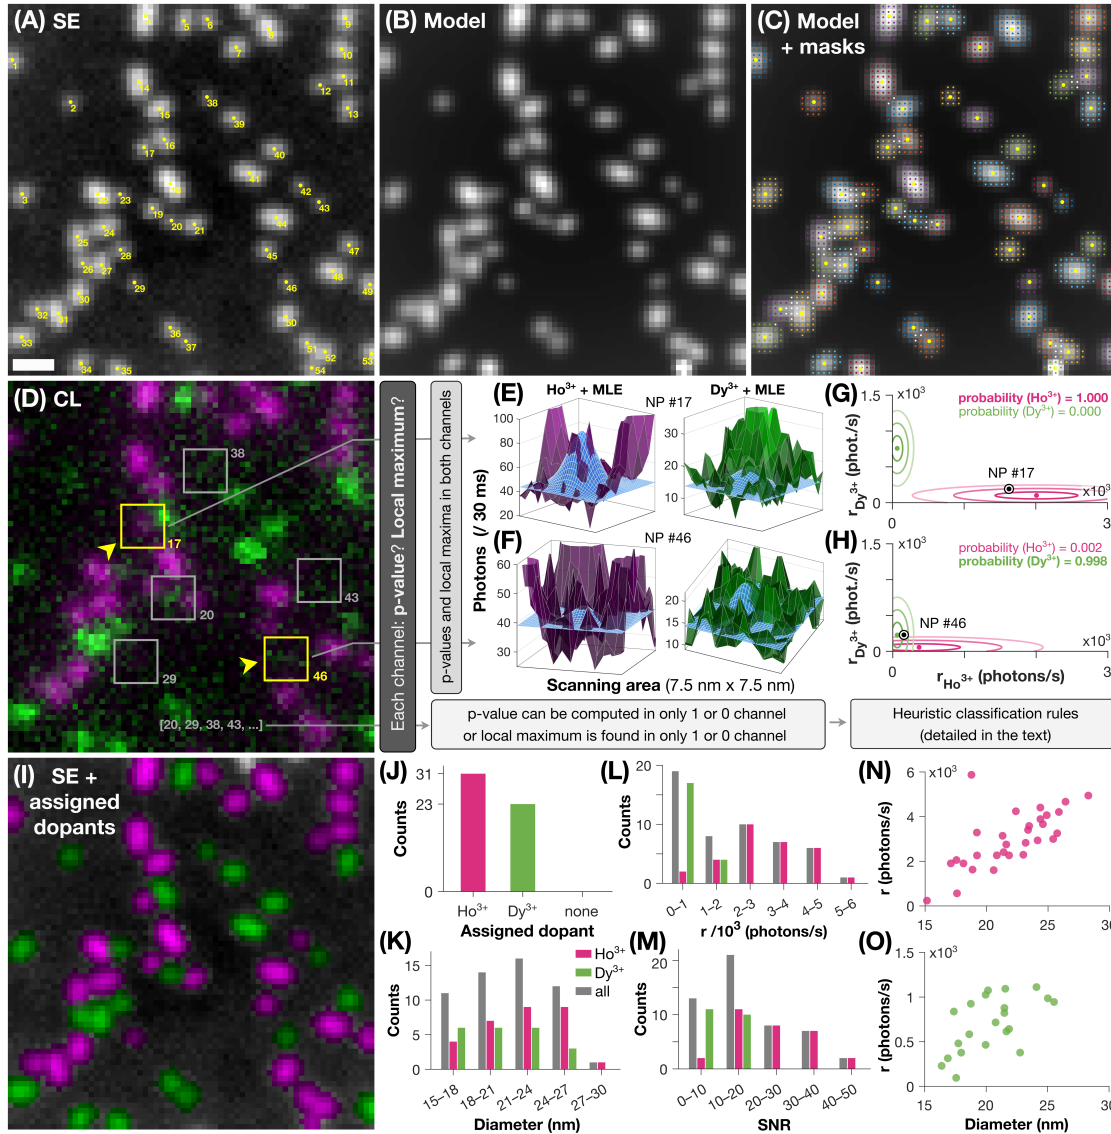 (A) SE
1
2
3
5
6
7
8
9
10
11
12
13
14
15
16
17
18
19
20
21
22
23
24
25
26
27
28
29
30
31
32
33
34
35
36
37
38
39
40
41
42
43
44
45
46
47
48
49
50
51
52
53
54
(B) Model
(C) Model
+ masks
(D) CL
38
17
20
43
29
46
[20, 29, 38, 43, ...]
Each channel: p-value? Local maximum?
p-values and local maxima in both channels
(E)
Ho³⁺ + MLE
Dy³⁺ + MLE
NP #17
100
80
60
40
20
30
20
10
Photons (/ 30 ms)
(F)
NP #46
60
50
40
30
20
15
10
Scanning area (7.5 nm x 7.5 nm)
(G)
1.5
x10³
probability (Ho³⁺) = 1.000
probability (Dy³⁺) = 0.000
r Dy³⁺ (phot./s)
NP #17
x10³
0
0
3
(H)
1.5
x10³
probability (Ho³⁺) = 0.002
probability (Dy³⁺) = 0.998
r Dy³⁺ (phot./s)
NP #46
x10³
0
0
3
r Ho³⁺ (photons/s)
p-value can be computed in only 1 or 0 channel
or local maximum is found in only 1 or 0 channel
Heuristic classification rules
(detailed in the text)
(I) SE +
assigned
dopants
(J)
31
23
0
Counts
Ho³⁺ Dy³⁺ none
Assigned dopant
(K)
15
10
5
0
Counts
Ho³⁺
Dy³⁺
all
15–18 18–21 21–24 24–27 27–30
Diameter (nm)
(L)
20
15
10
5
0
Counts
0–1 1–2 2–3 3–4 4–5 5–6
r /10³ (photons/s)
(M)
20
10
0
Counts
0–10 10–20 20–30 30–40 40–50
SNR
(N)
6
x10³
4
2
0
r (photons/s)
15 20 25 30
(O)
1.5
x10³
1
0.5
0
r (photons/s)
15 20 25 30
Diameter (nm)